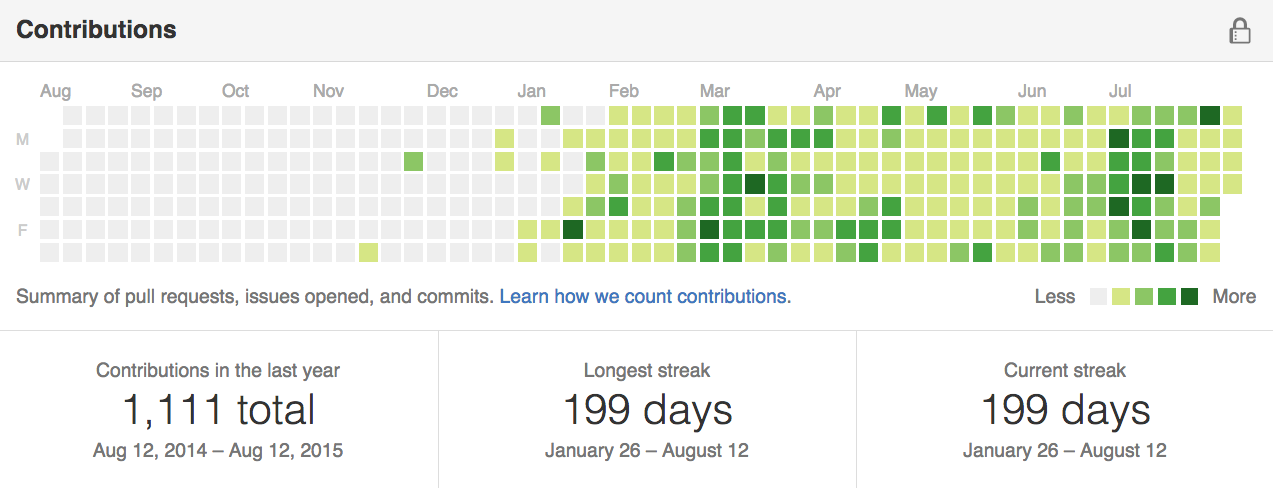 Contributions
Aug Sep Oct Nov Dec Jan Feb Mar Apr May Jun Jul
M
W
F
Summary of pull requests, issues opened, and commits. Learn how we count contributions.
Less More
Contributions in the last year
1,111 total
Aug 12, 2014 – Aug 12, 2015
Longest streak
199 days
January 26 – August 12
Current streak
199 days
January 26 – August 12